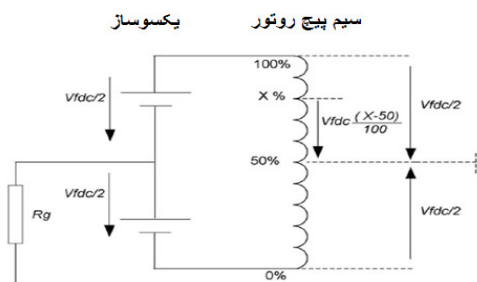 سیم پیچ روتور
یکسوساز
100%
X %
Vfdc/2
Vfdc (X-50)/100
Vfdc/2
50%
Vfdc/2
Rg
Vfdc/2
0%